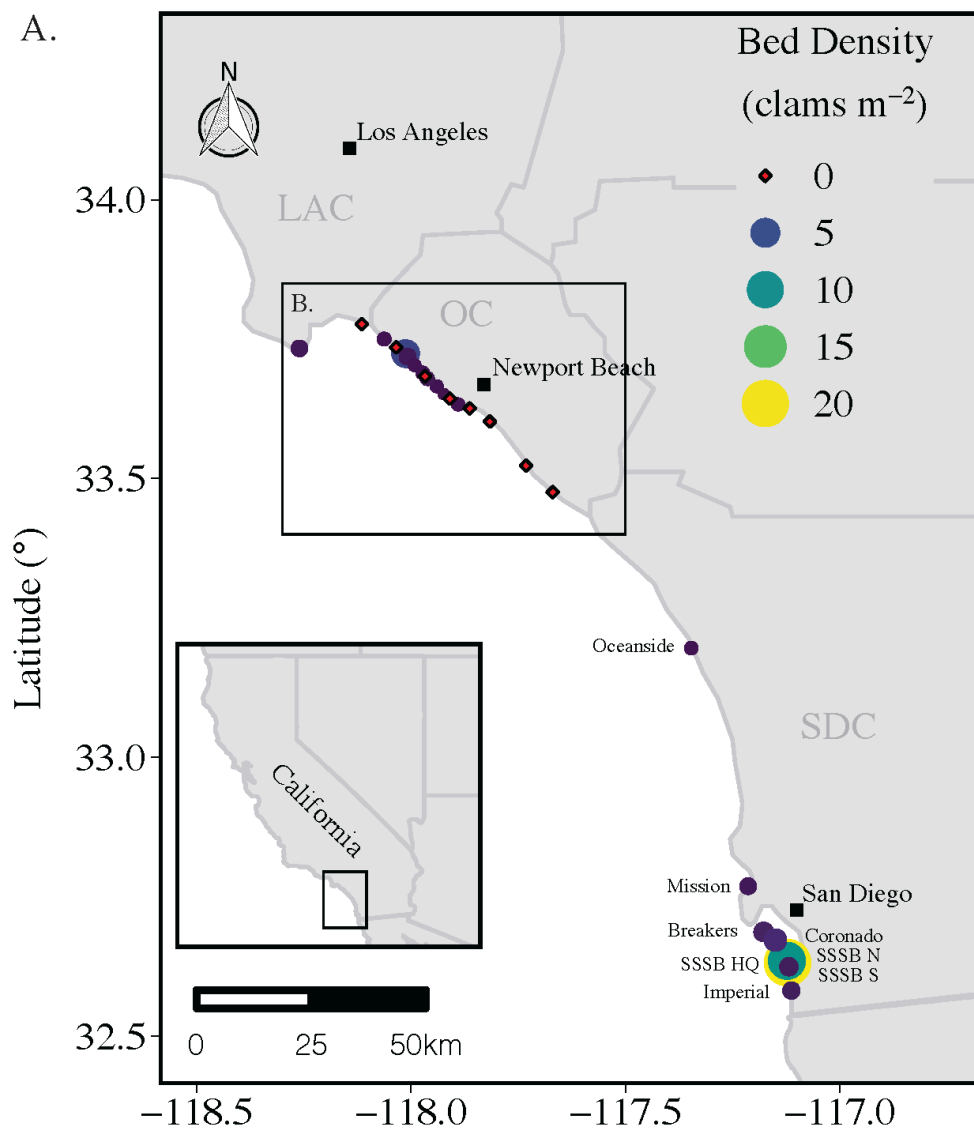 A.
Bed Density
(clams m⁻²)
0
5
10
15
20
N
Los Angeles
LAC
34.0
B.
OC
Newport Beach
33.5
Latitude (°)
Oceanside
SDC
33.0
California
Mission
San Diego
Breakers
Coronado
SSSB N
SSSB HQ
SSSB S
Imperial
32.5
0 25 50km
−118.5 −118.0 −117.5 −117.0